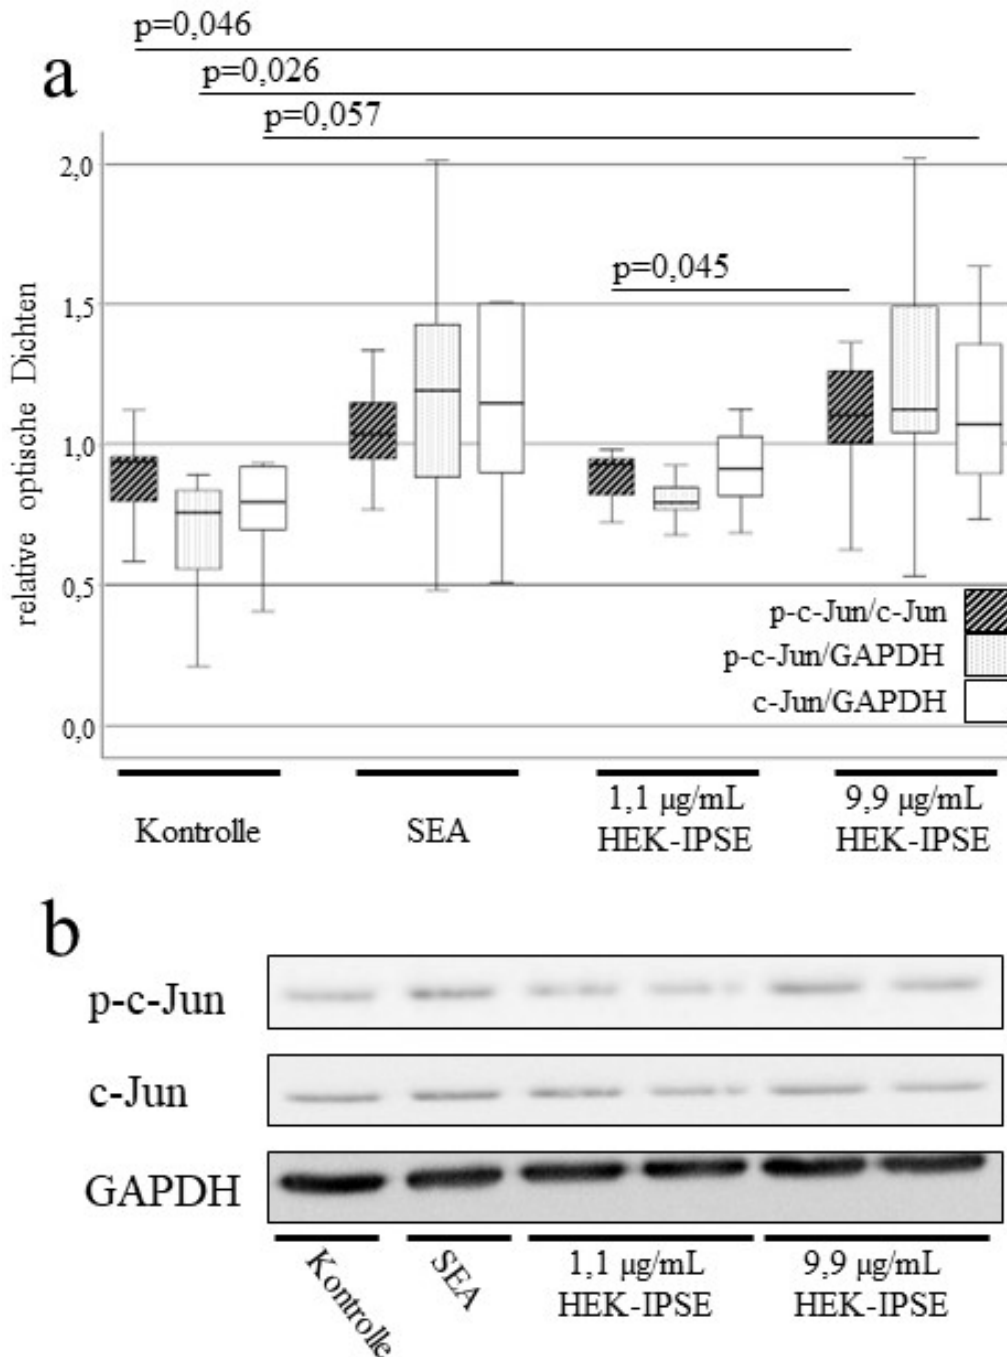 p=0,046
a
p=0,026
p=0,057
2,0
p=0,045
1,5
relative optische Dichten
1,0
0,5
p-c-Jun/c-Jun
p-c-Jun/GAPDH
c-Jun/GAPDH
0,0
Kontrolle
SEA
1,1 µg/mL
HEK-IPSE
9,9 µg/mL
HEK-IPSE
b
p-c-Jun
c-Jun
GAPDH
Kontrolle
SEA
1,1 µg/mL
HEK-IPSE
9,9 µg/mL
HEK-IPSE